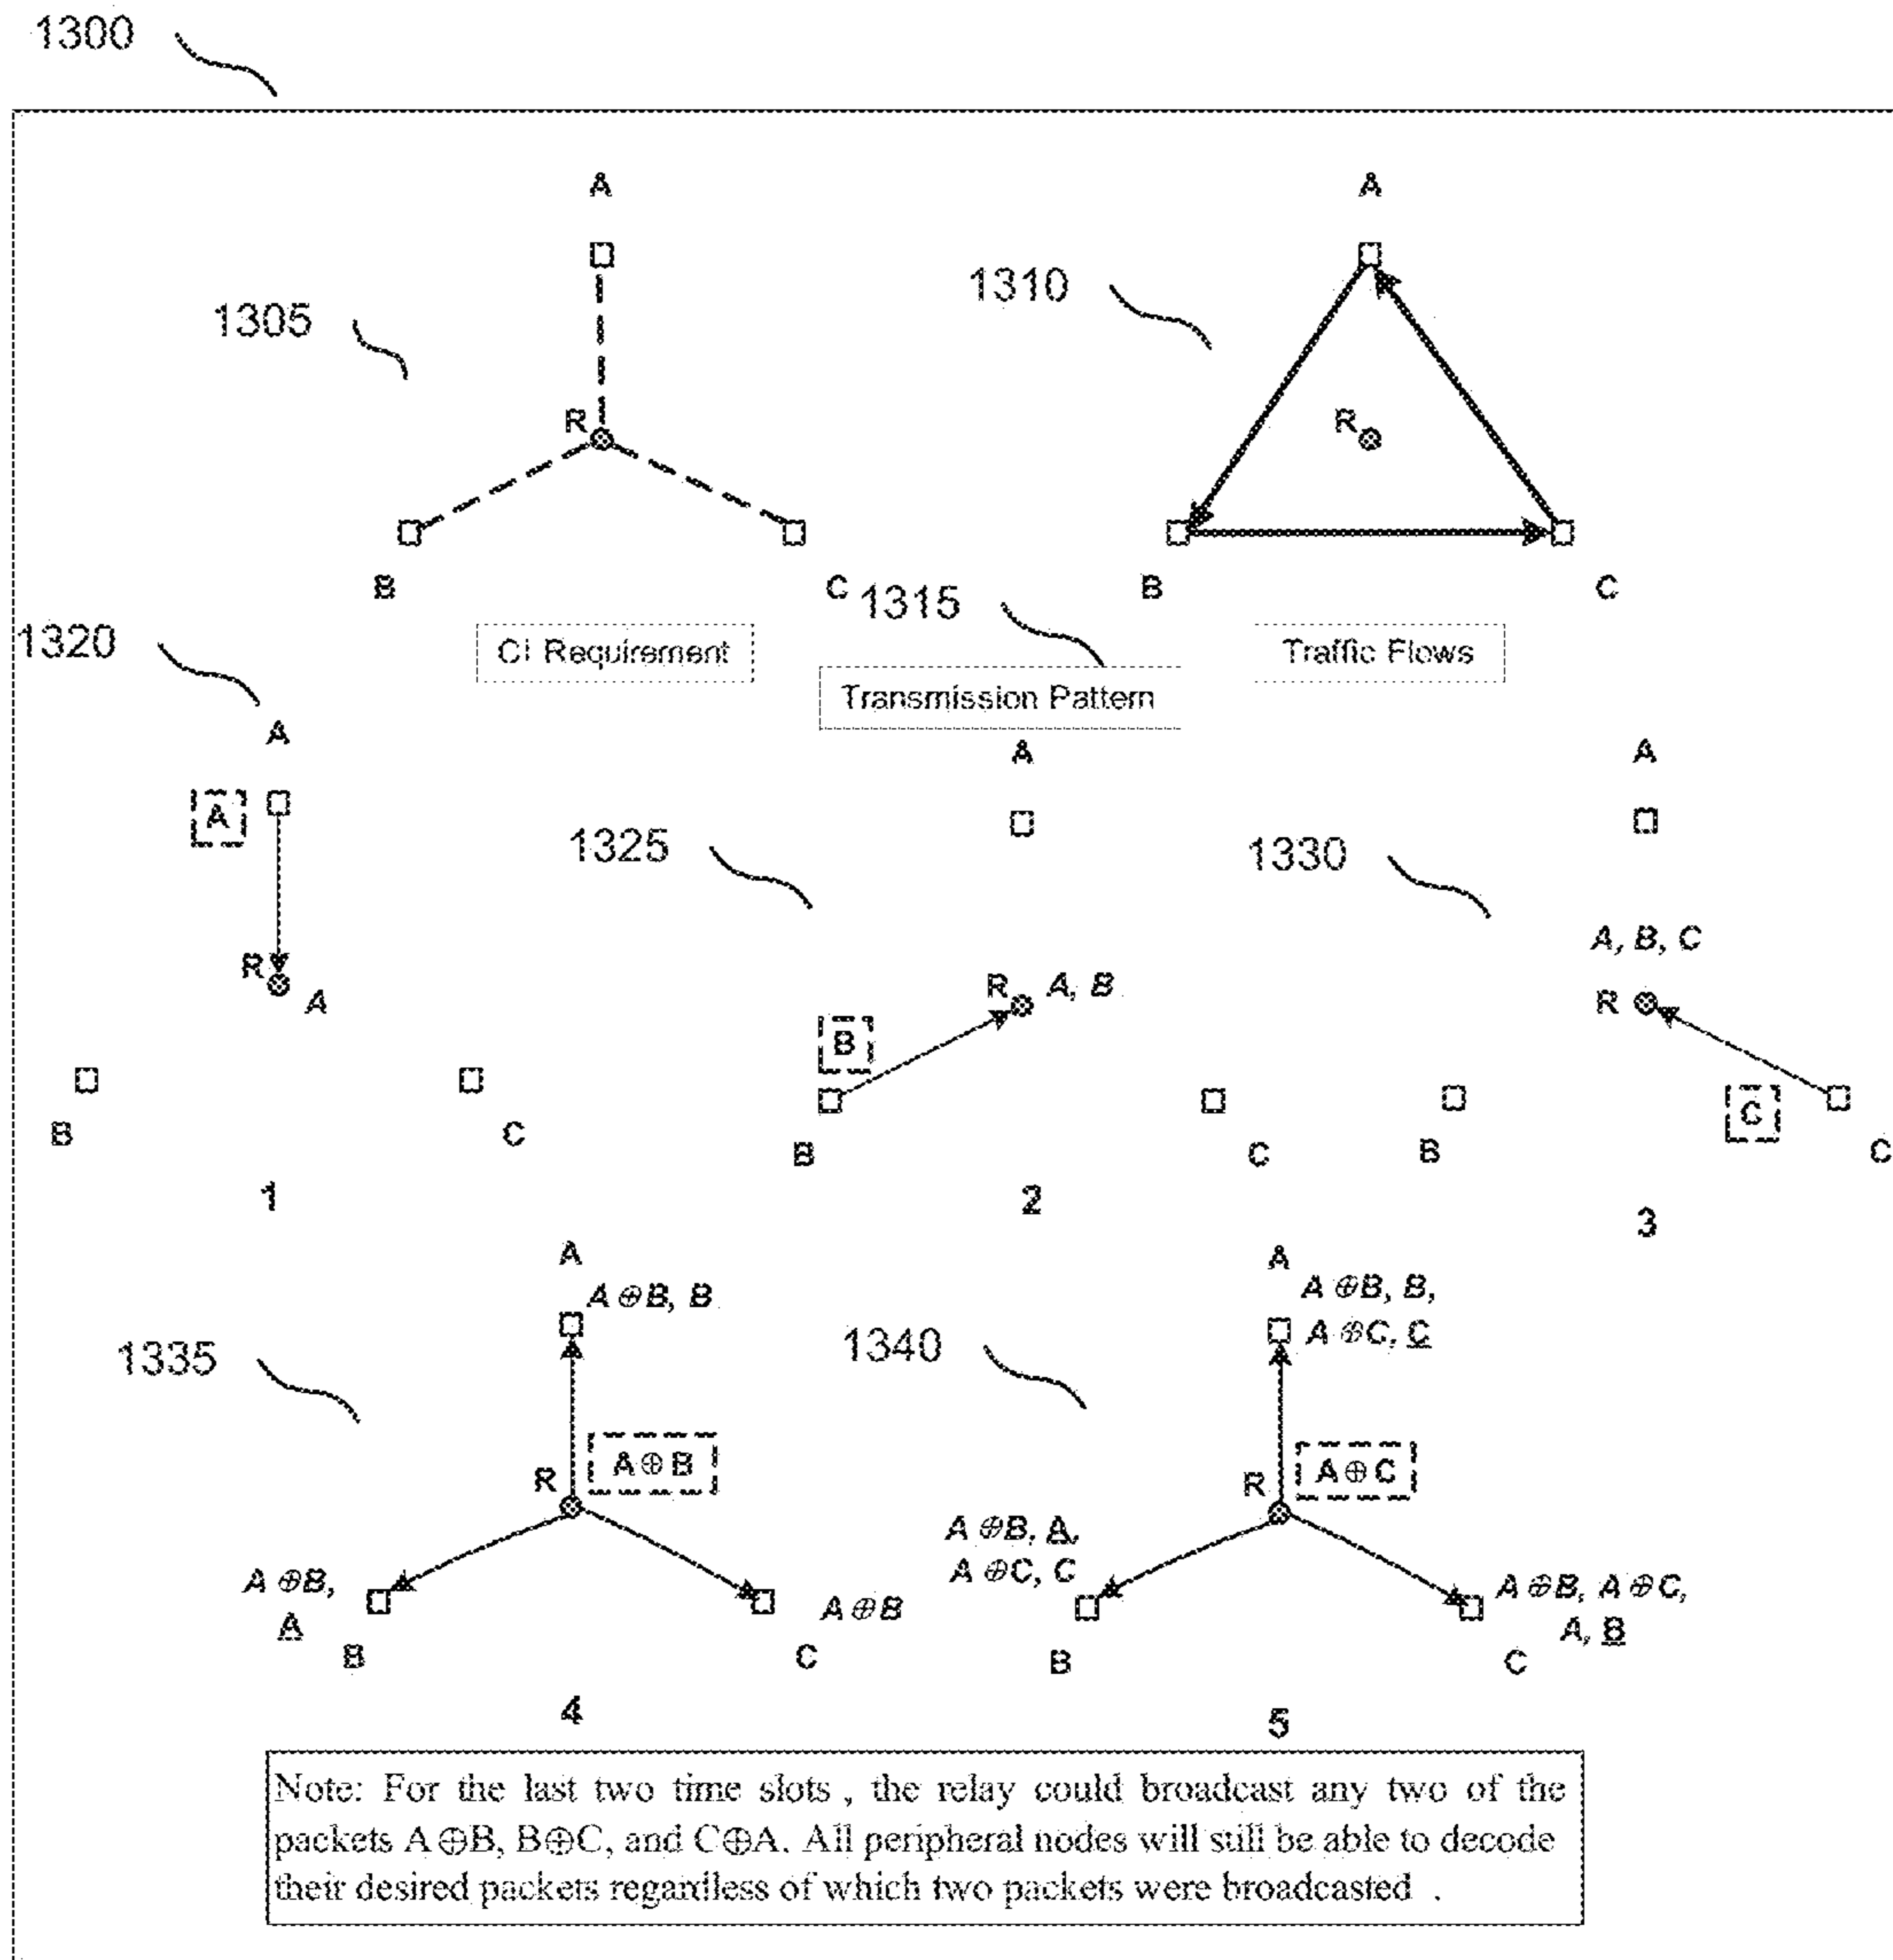 1300
A
A
1305
1310
R
R
B
C
B
C
1315
CI Requirement
Traffic Flows
Transmission Pattern
1320
A
A
A
A
1325
1330
A, B, C
R
A
R
A, B
R
B
B
C
C
B
C
B
C
1
2
3
A
A⊕B, B
A
A⊕B, B,
A⊕C, C
1335
1340
R
A⊕B
R
A⊕C
A⊕B,
A
A⊕B
A⊕B, A,
A⊕C, C
A⊕B, A⊕C,
A, B
B
C
B
C
4
5
Note: For the last two time slots , the relay could broadcast any two of the
packets A⊕B, B⊕C, and C⊕A. All peripheral nodes will still be able to decode
their desired packets regardless of which two packets were broadcasted .